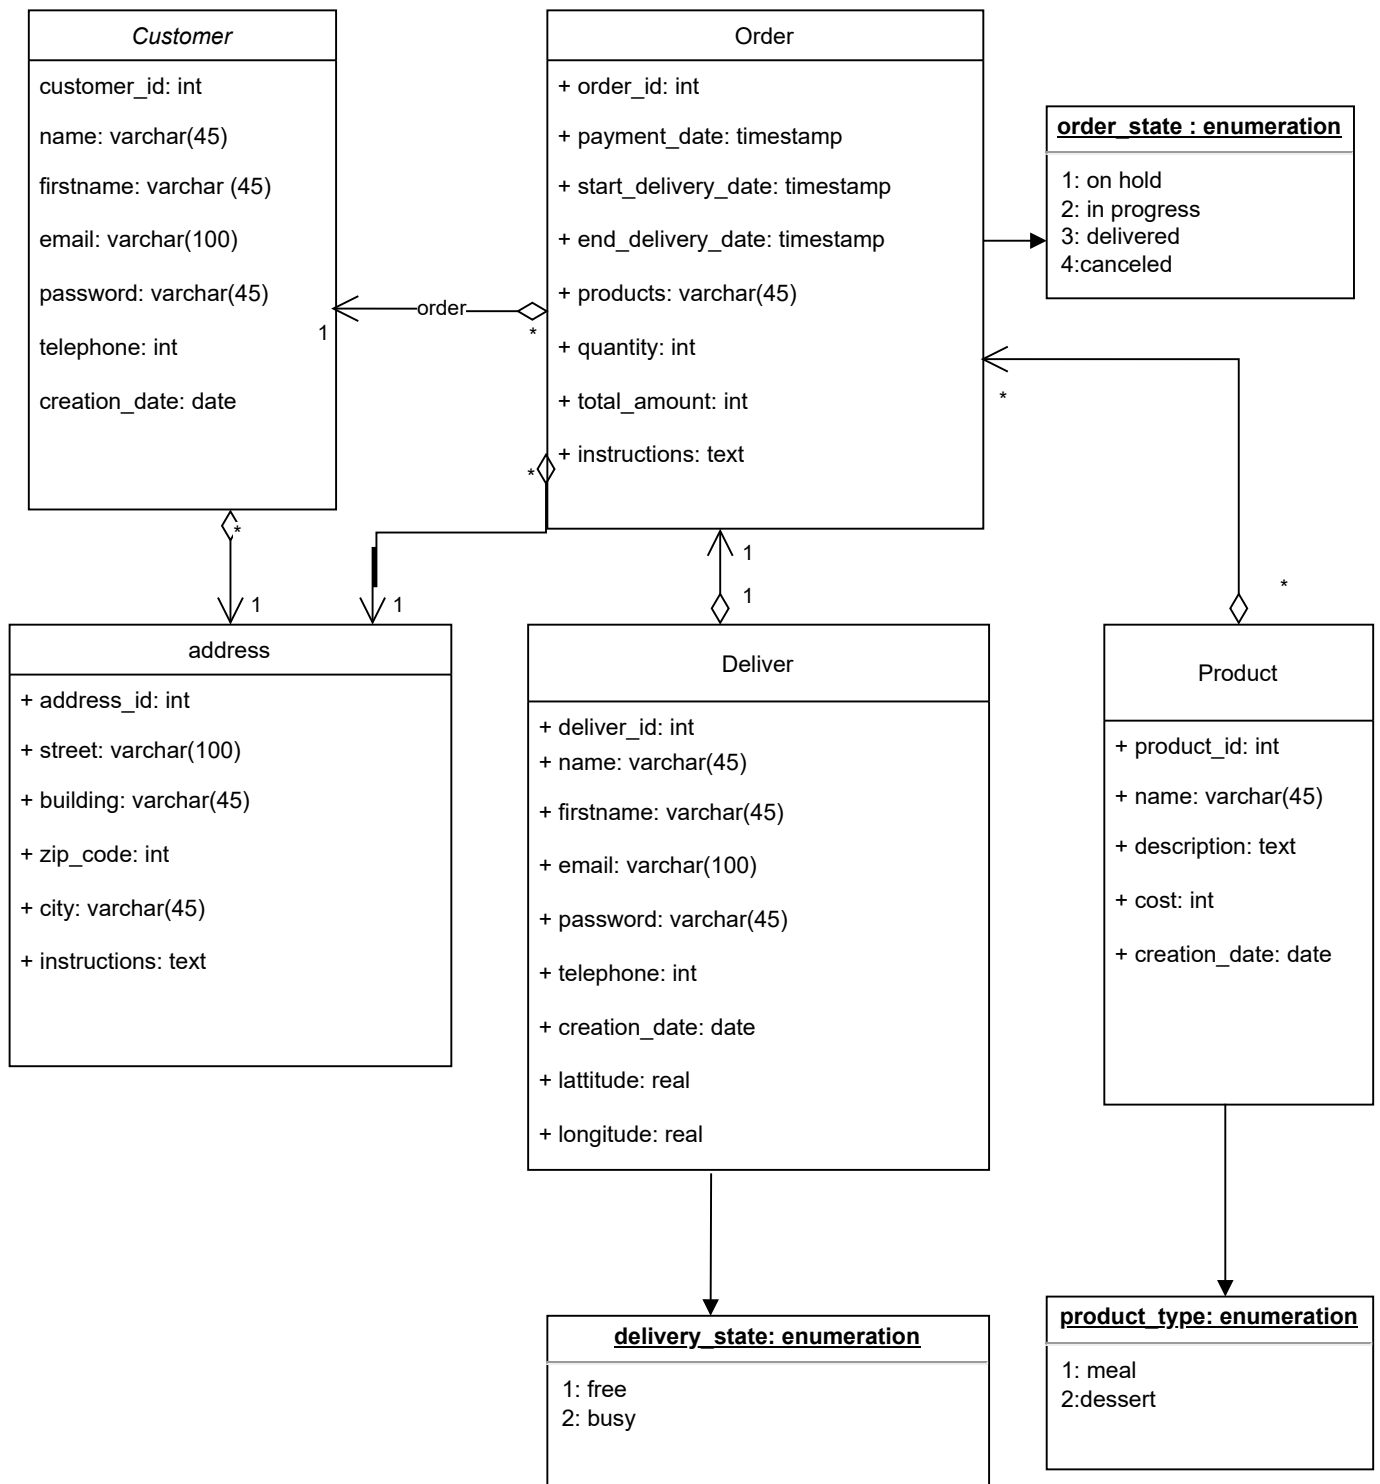 Customer
customer_id: int
name: varchar(45)
firstname: varchar (45)
email: varchar(100)
password: varchar(45)
telephone: int
creation_date: date
Order
+ order_id: int
+ payment_date: timestamp
+ start_delivery_date: timestamp
+ end_delivery_date: timestamp
+ products: varchar(45)
+ quantity: int
+ total_amount: int
+ instructions: text
order_state : enumeration
1: on hold
2: in progress
3: delivered
4:canceled
order
1
*
*
*
*
1
1
1
1
*
address
+ address_id: int
+ street: varchar(100)
+ building: varchar(45)
+ zip_code: int
+ city: varchar(45)
+ instructions: text
Deliver
+ deliver_id: int
+ name: varchar(45)
+ firstname: varchar(45)
+ email: varchar(100)
+ password: varchar(45)
+ telephone: int
+ creation_date: date
+ lattitude: real
+ longitude: real
Product
+ product_id: int
+ name: varchar(45)
+ description: text
+ cost: int
+ creation_date: date
delivery_state: enumeration
1: free
2: busy
product_type: enumeration
1: meal
2:dessert